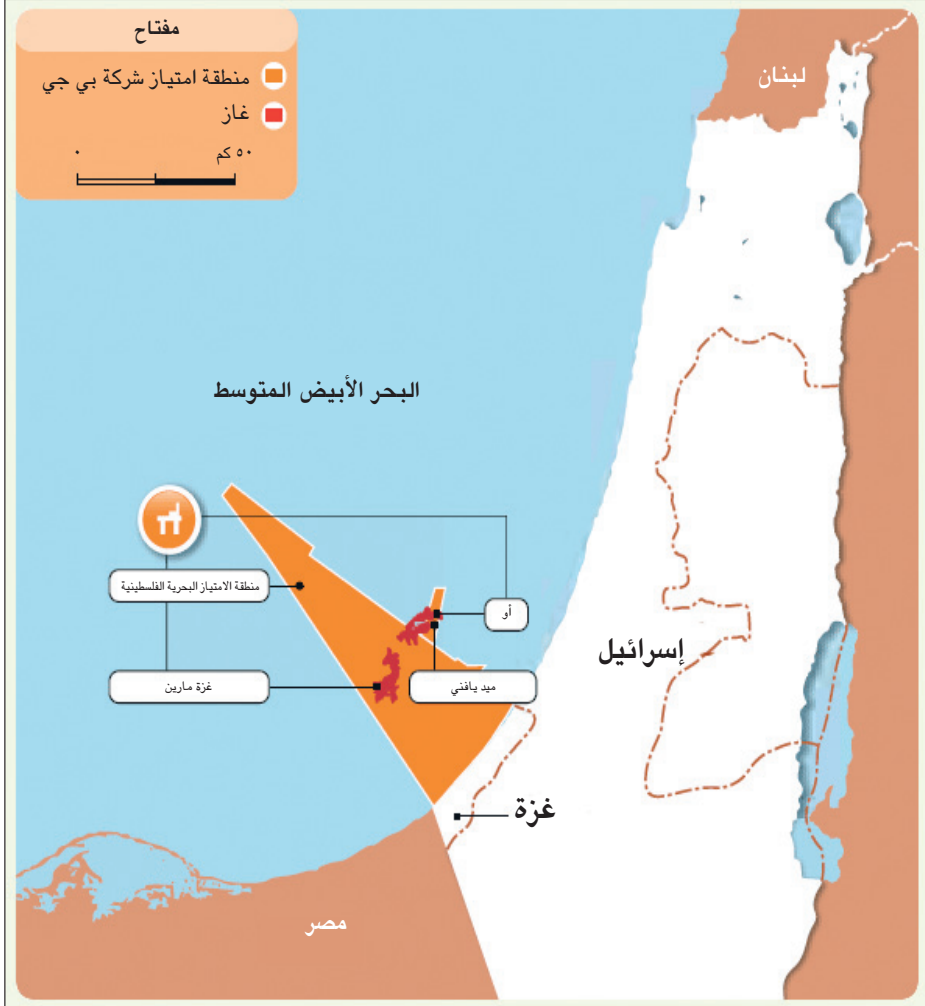 مفتاح
منطقة امتياز شركة بي جي
غاز
٥٠ كم
٠
لبنان
البحر الأبيض المتوسط
منطقة الامتياز البحرية الفلسطينية
أو
إسرائيل
ميد يافني
غزة مارين
غزة
مصر